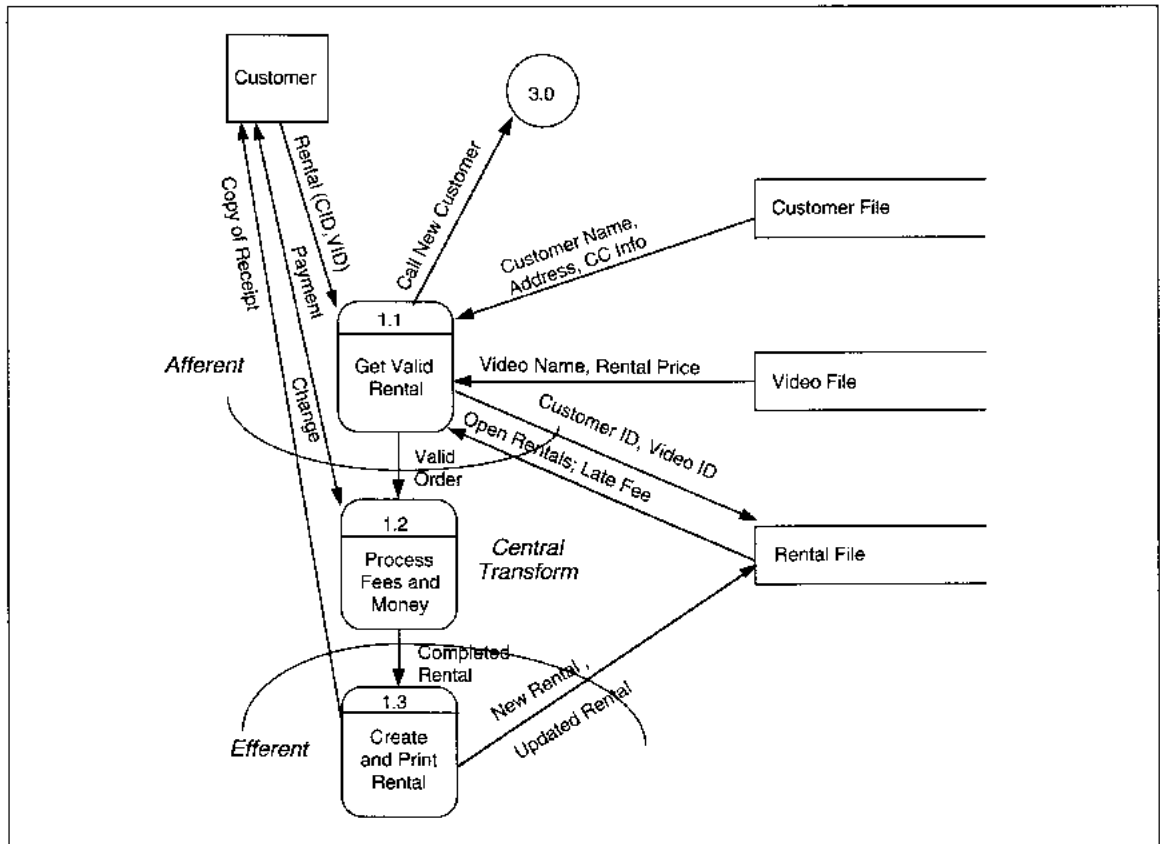 Customer
3.0
Rental (CID,VID)
Call New Customer
Copy of Receipt
Payment
Change
Customer File
Customer Name,
Address, CC Info
1.1
Get Valid
Rental
Afferent
Video Name, Rental Price
Video File
Customer ID, Video ID
Open Rentals; Late Fee
Valid
Order
1.2
Process
Fees and
Money
Central
Transform
Rental File
Completed
Rental
New Rental ,
Updated Rental
1.3
Create
and Print
Rental
Efferent